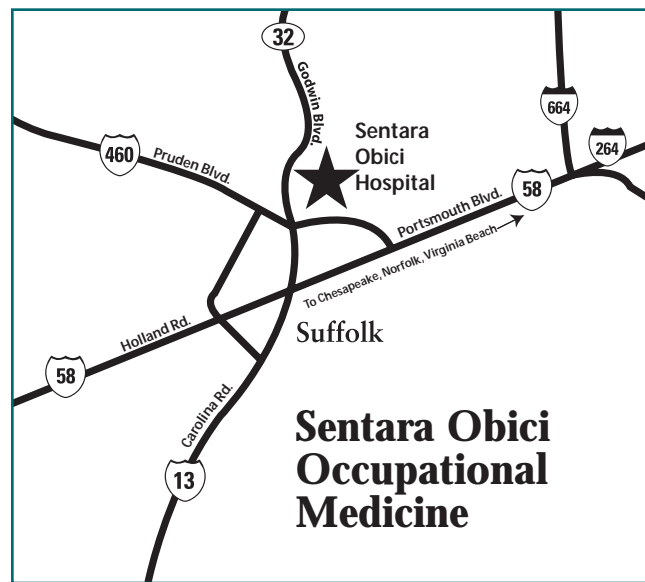 32
Godwin Blvd.
664
460
Pruden Blvd.
Sentara
Obici
Hospital
264
58
Portsmouth Blvd.
To Chesapeake, Norfolk, Virginia Beach
Holland Rd.
Suffolk
58
Carolina Rd.
13
Sentara Obici
Occupational
Medicine